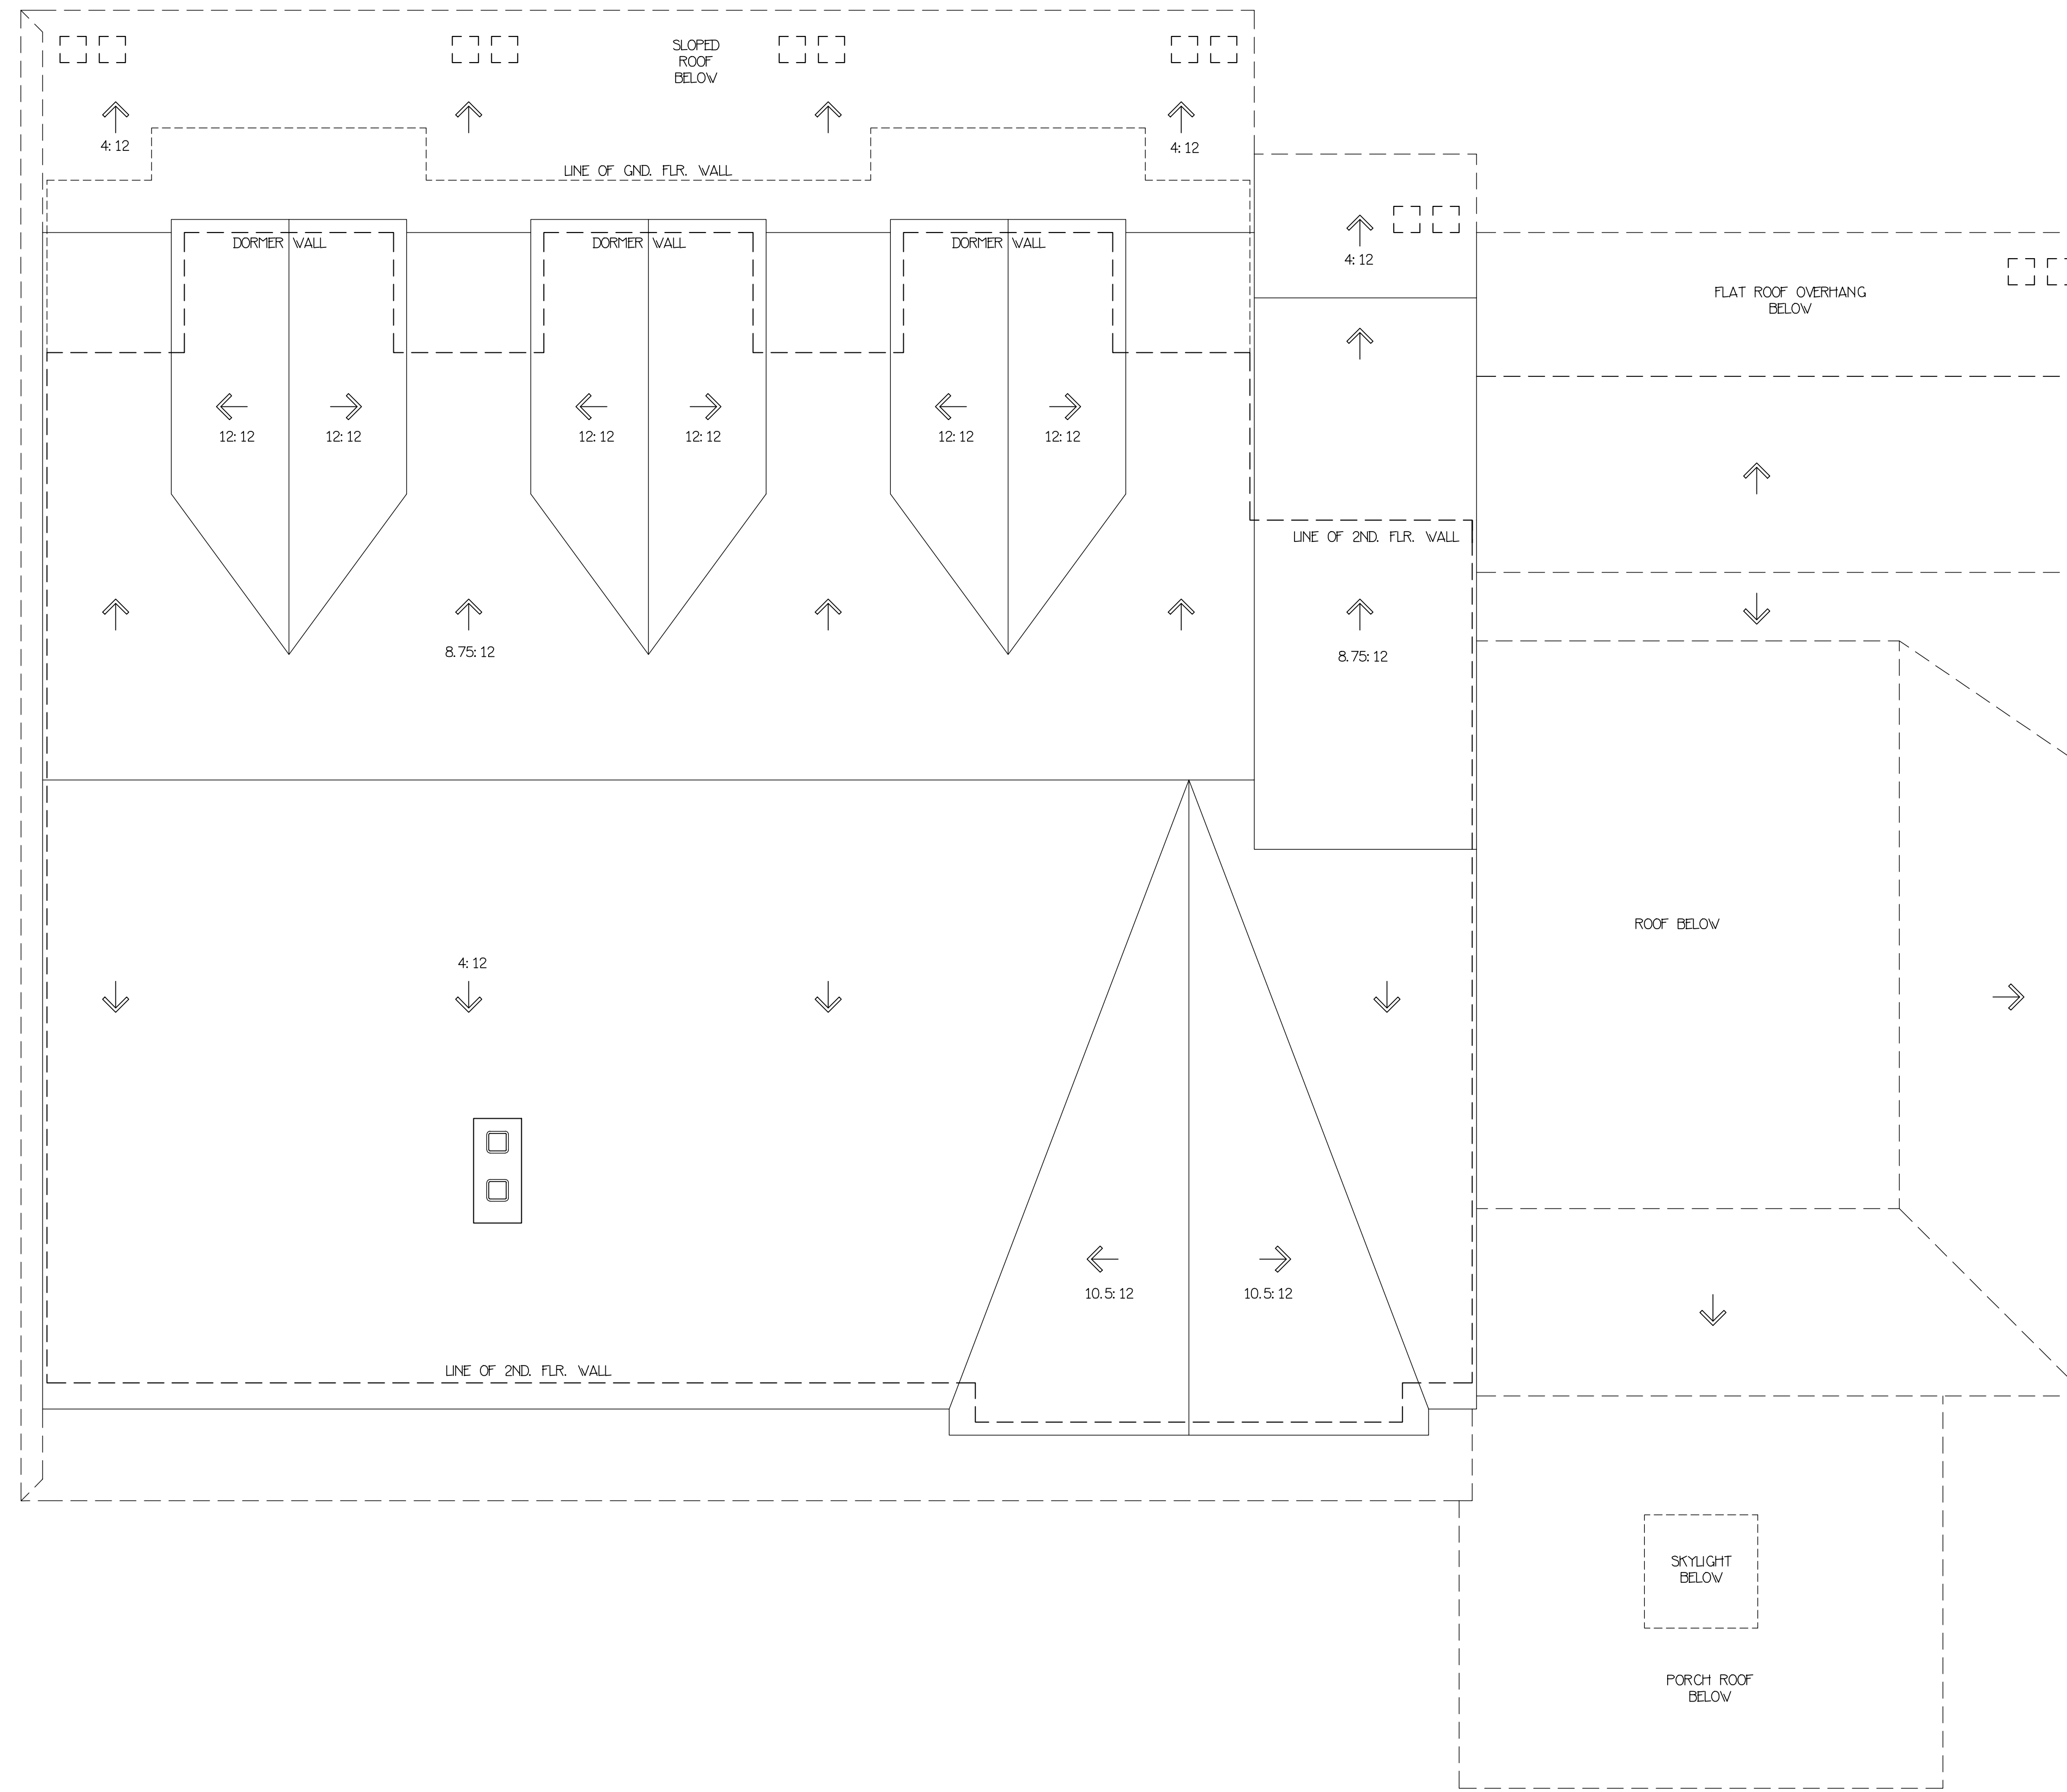 SLOPED
ROOF
BELOW
4:12
4:12
LINE OF GND. FLR. WALL
DORMER WALL
DORMER WALL
DORMER WALL
4:12
FLAT ROOF OVERHANG
BELOW
12:12
12:12
12:12
12:12
12:12
12:12
LINE OF 2ND. FLR. WALL
8.75:12
8.75:12
ROOF BELOW
4:12
10.5:12
10.5:12
LINE OF 2ND. FLR. WALL
SKYLIGHT
BELOW
PORCH ROOF
BELOW